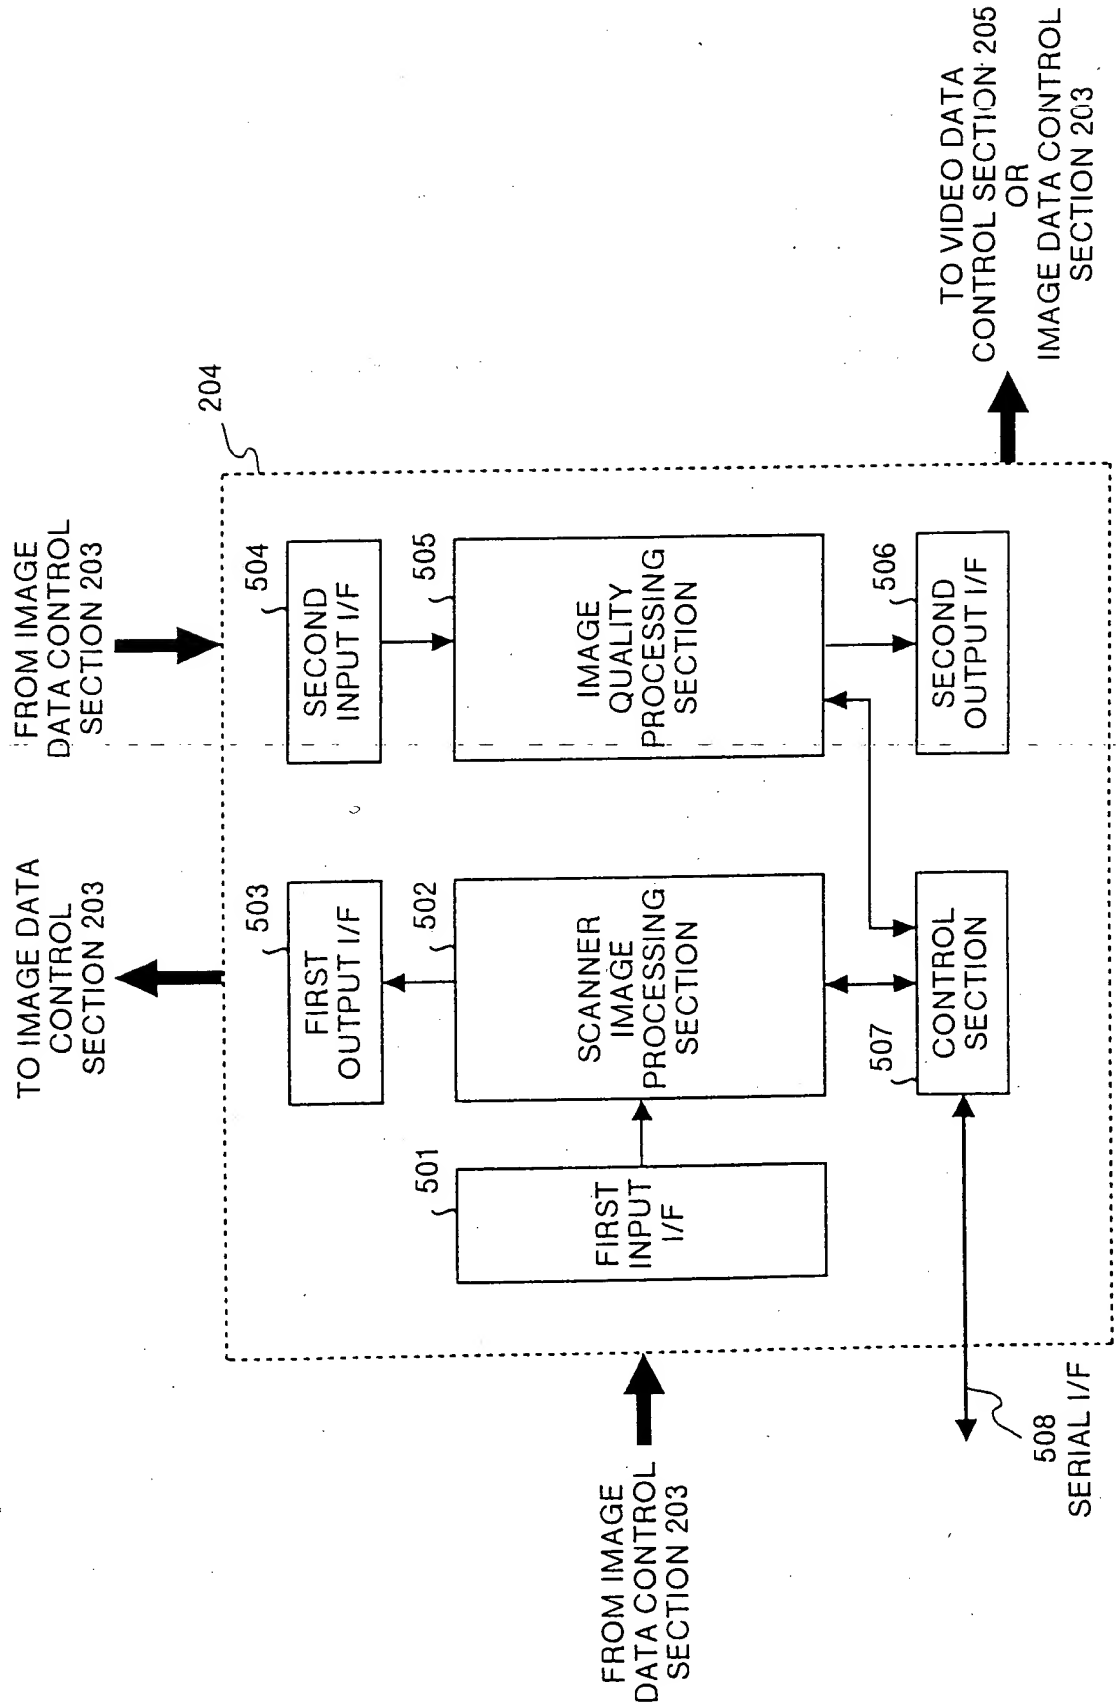 FROM IMAGE
DATA CONTROL
SECTION 203
TO IMAGE DATA
CONTROL
SECTION 203
FROM IMAGE
DATA CONTROL
SECTION 203
204
501
FIRST
INPUT
I/F
503
FIRST
OUTPUT I/F
502
SCANNER
IMAGE
PROCESSING
SECTION
507
CONTROL
SECTION
508
SERIAL I/F
504
SECOND
INPUT I/F
505
IMAGE
QUALITY
PROCESSING
SECTION
506
SECOND
OUTPUT I/F
TO VIDEO DATA
CONTROL SECTION 205
OR
IMAGE DATA CONTROL
SECTION 203